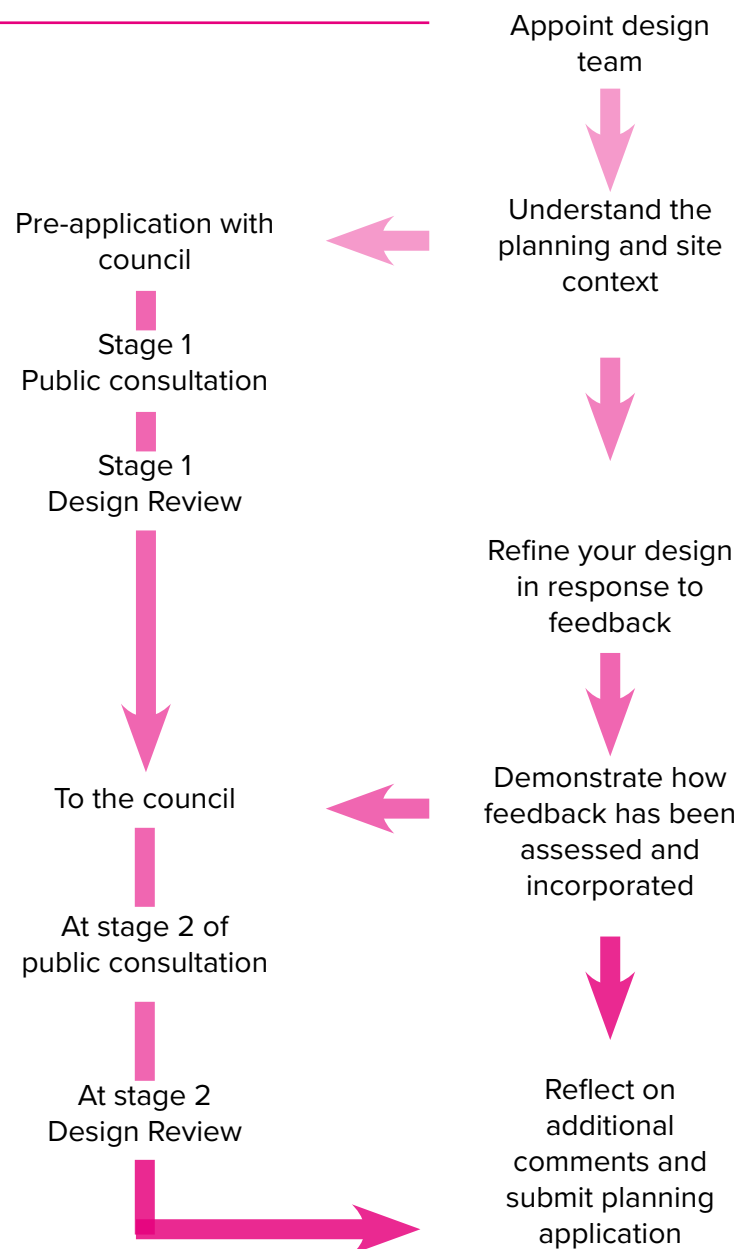 Appoint design
team
Understand the
planning and site
context
Pre-application with
council
Stage 1
Public consultation
Stage 1
Design Review
Refine your design
in response to
feedback
Demonstrate how
feedback has been
assessed and
incorporated
To the council
At stage 2 of
public consultation
At stage 2
Design Review
Reflect on
additional
comments and
submit planning
application